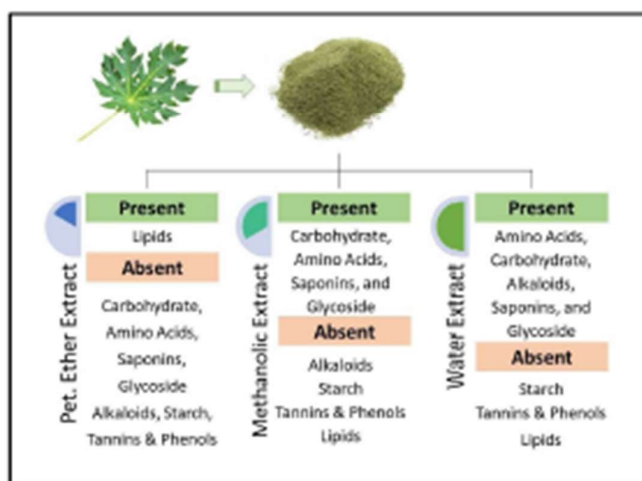 Pet. Ether Extract
Present
Lipids
Absent
Carbohydrate,
Amino Acids,
Saponins,
Glycoside
Alkaloids, Starch,
Tannins & Phenols
Methanolic Extract
Present
Carbohydrate,
Amino Acids,
Saponins, and
Glycoside
Absent
Alkaloids
Starch
Tannins & Phenols
Lipids
Water Extract
Present
Amino Acids,
Carbohydrate,
Alkaloids,
Saponins, and
Glycoside
Absent
Starch
Tannins & Phenols
Lipids